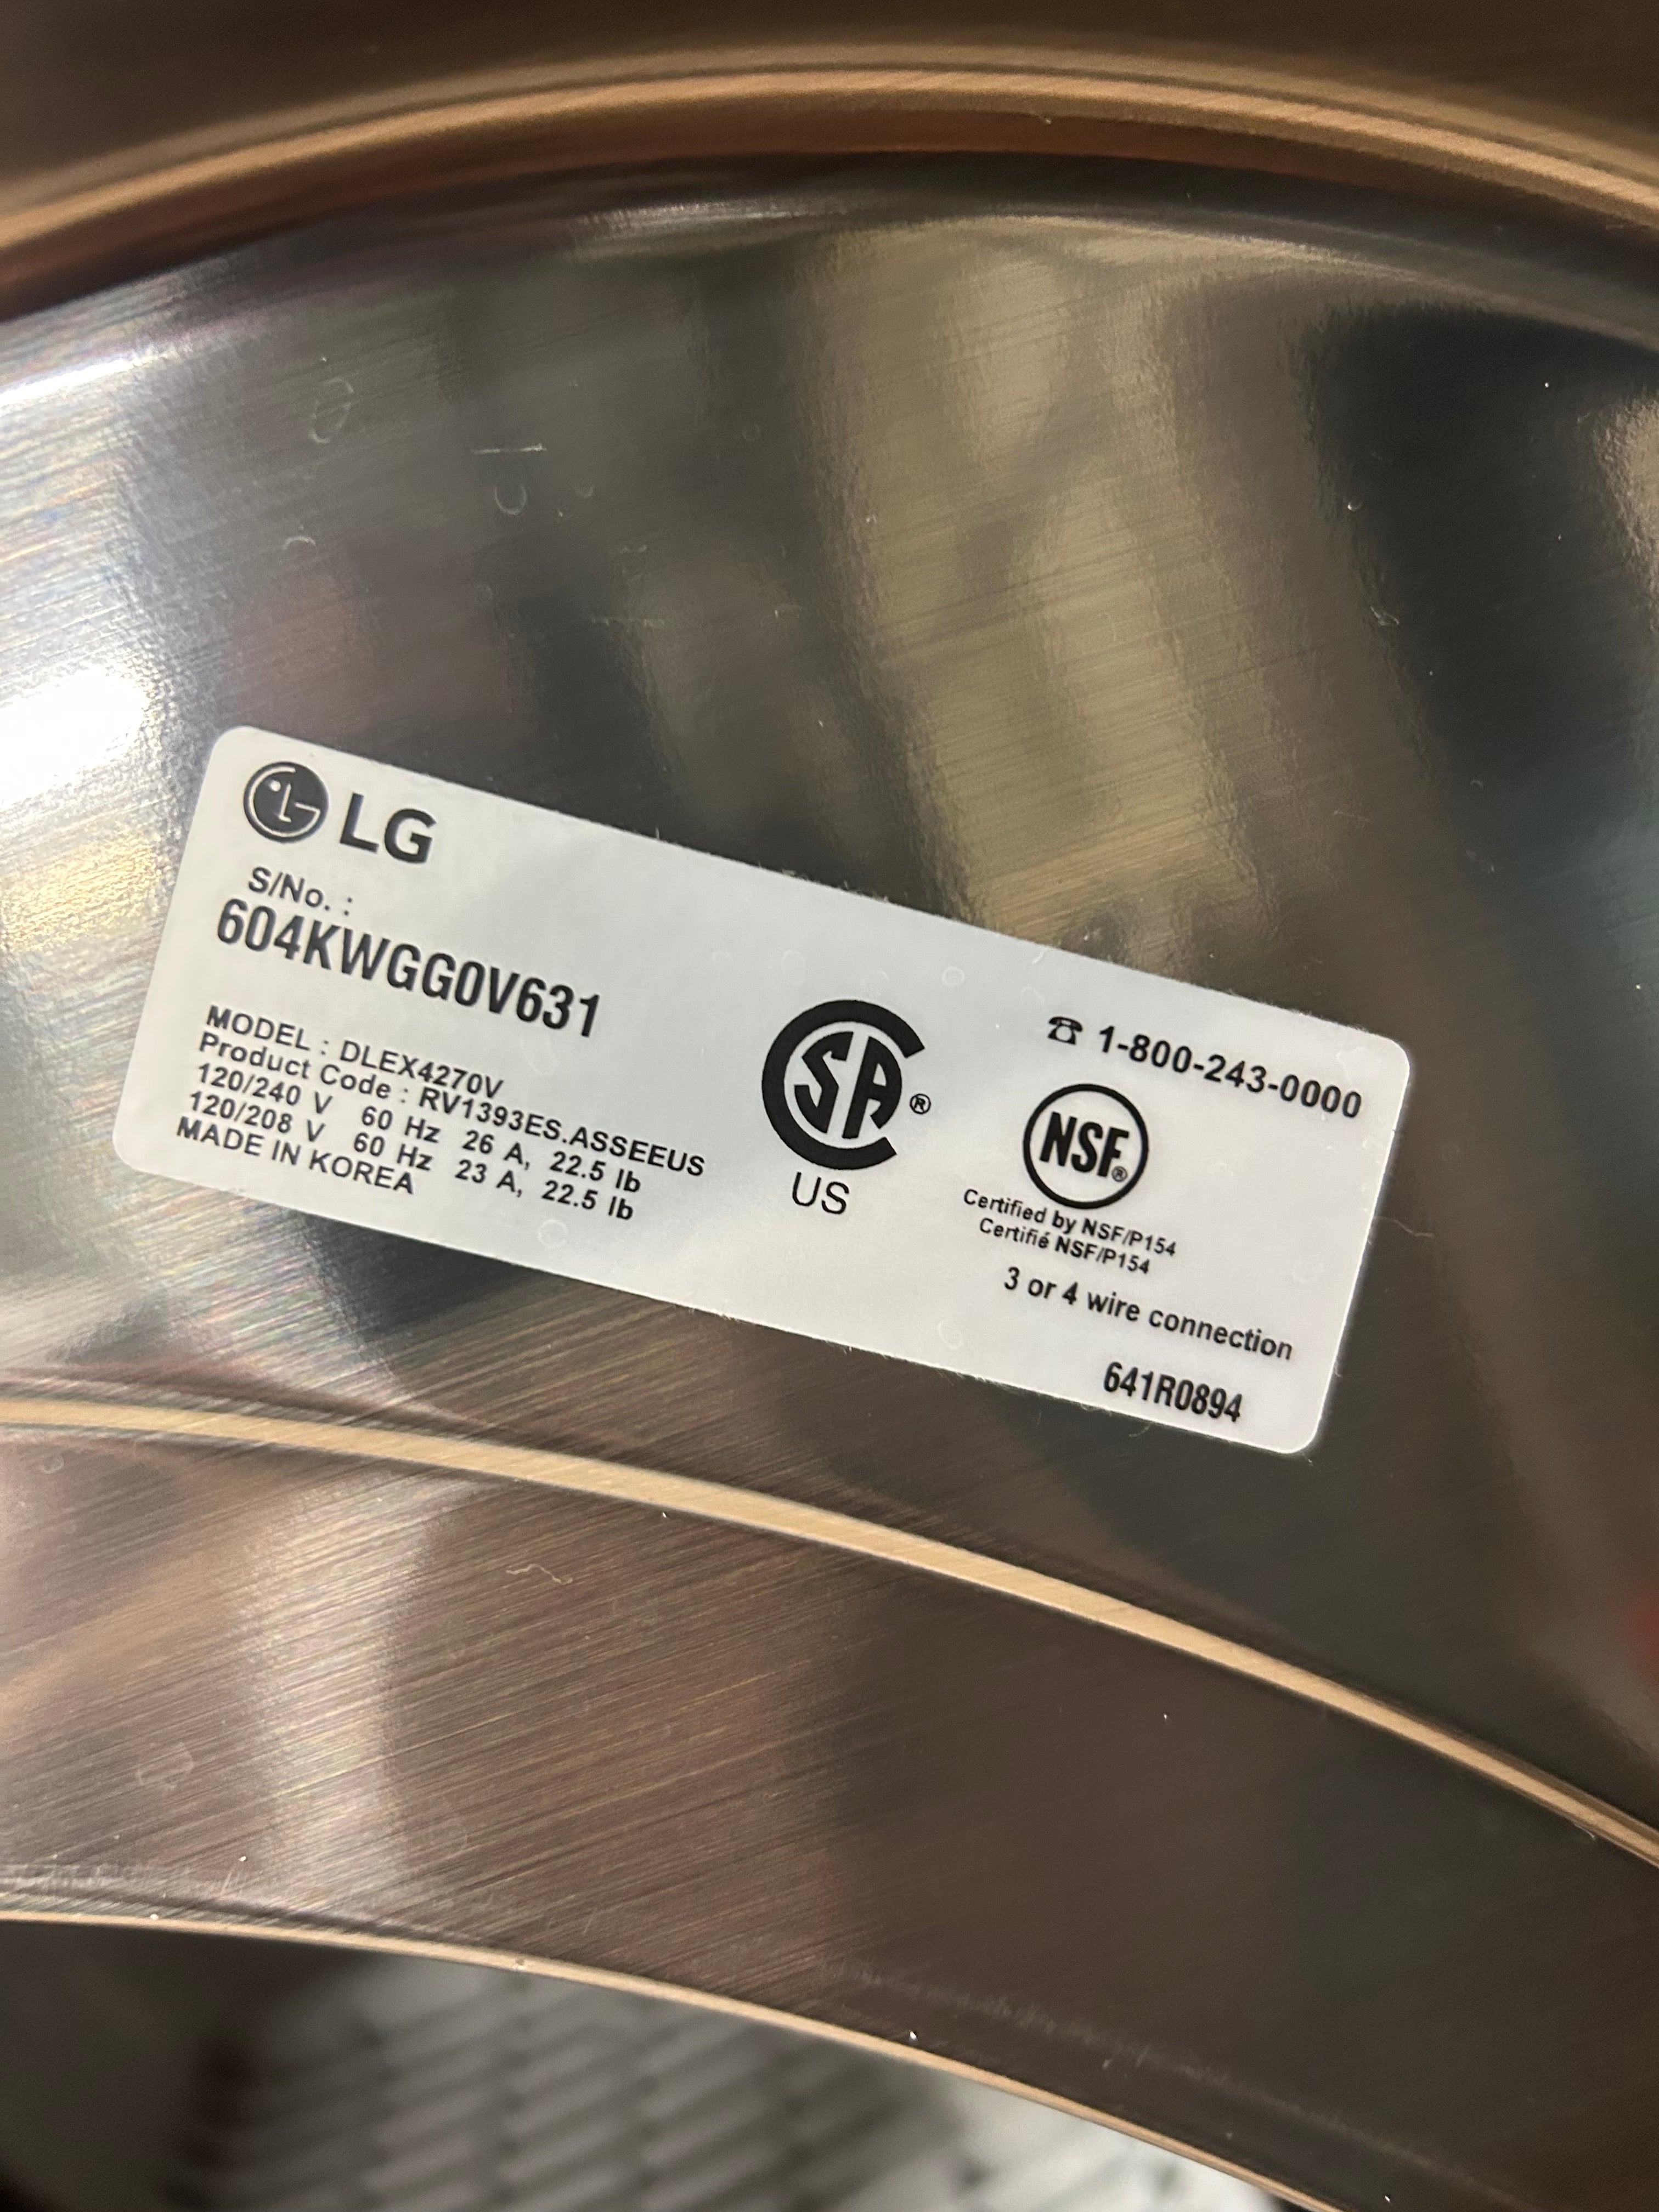 LG
S/No. :
604KWGG0V631
MODEL : DLEX4270V
Product Code : RV1393ES.ASSEEUS
120/240 V 60 Hz 26 A, 22.5 lb
120/208 V 60 Hz 23 A, 22.5 lb
MADE IN KOREA
SA®
US
☎ 1-800-243-0000
NSF®
Certified by NSF/P154
Certifié NSF/P154
3 or 4 wire connection
641R0894